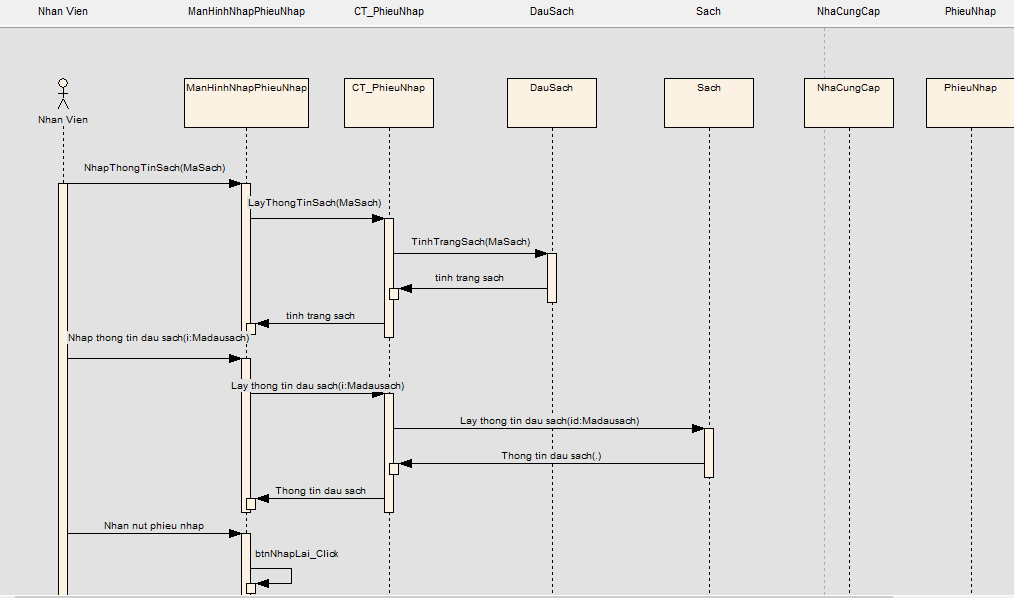 Nhan Vien ManHinhNhapPhieuNhap CT_PhieuNhap DauSach Sach NhaCungCap PhieuNhap
ManHinhNhapPhieuNhap CT_PhieuNhap DauSach Sach NhaCungCap PhieuNhap
Nhan Vien
NhapThongTinSach(MaSach)
LayThongTinSach(MaSach)
TinhTrangSach(MaSach)
tinh trang sach
tinh trang sach
Nhap thong tin dau sach(i:Madausach)
Lay thong tin dau sach(i:Madausach)
Lay thong tin dau sach(id:Madausach)
Thong tin dau sach(.)
Thong tin dau sach
Nhan nut phieu nhap
btnNhapLai_Click